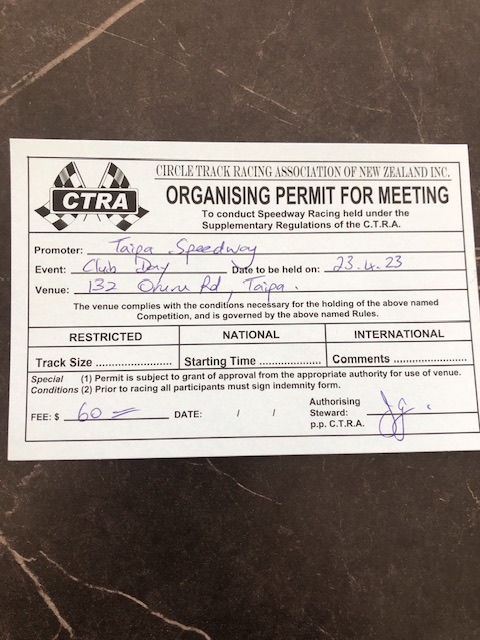 CTRA
CIRCLE TRACK RACING ASSOCIATION OF NEW ZEALAND INC.
ORGANISING PERMIT FOR MEETING
To conduct Speedway Racing held under the
Supplementary Regulations of the C.T.R.A.
Promoter: Taipa Speedway
Event: Club Day Date to be held on: 23.4.23
Venue: 132 Oruru Rd, Taipa.
The venue complies with the conditions necessary for the holding of the above named
Competition, and is governed by the above named Rules.
RESTRICTED NATIONAL INTERNATIONAL
Track Size ........................ Starting Time .................. Comments ......................
Special (1) Permit is subject to grant of approval from the appropriate authority for use of venue.
Conditions (2) Prior to racing all participants must sign indemnity form.
FEE: $ 60 = DATE: / /
Authorising
Steward:
p.p. C.T.R.A.